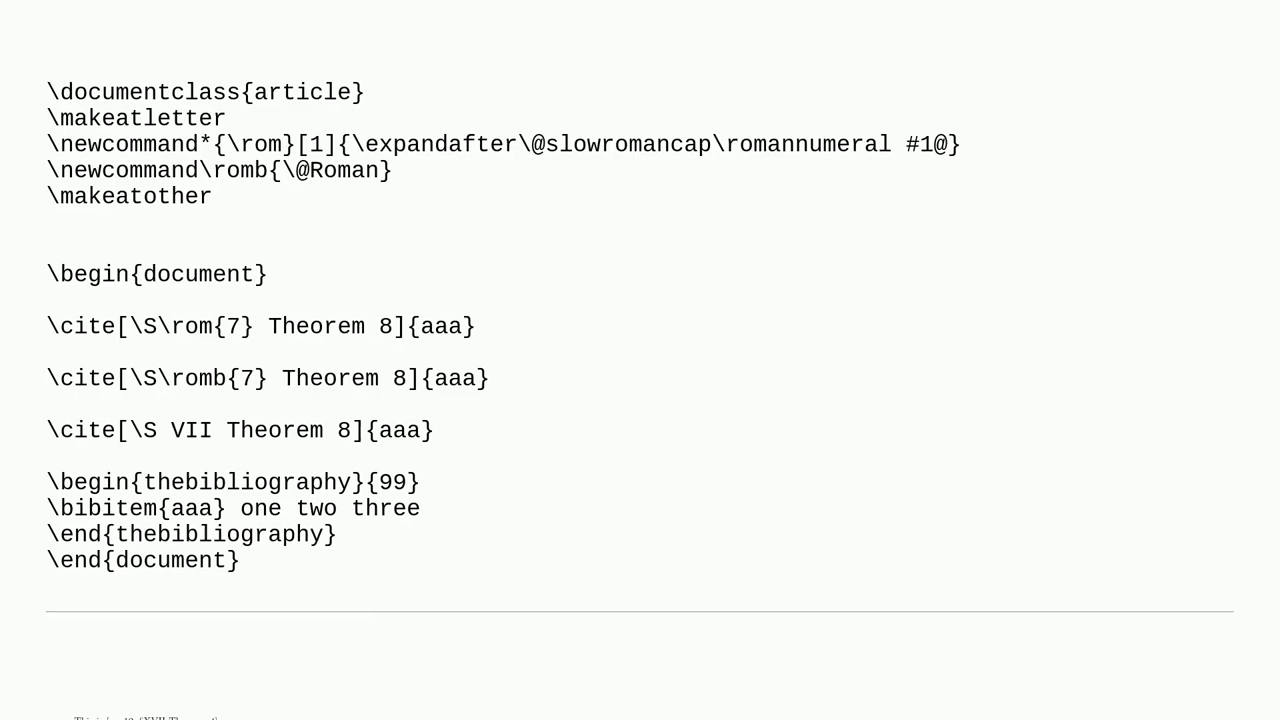 \documentclass{article}
\makeatletter
\newcommand*{\rom}[1]{\expandafter\@slowromancap\romannumeral #1@}
\newcommand\romb{\@Roman}
\makeatother
\begin{document}
\cite[\S\rom{7} Theorem 8]{aaa}
\cite[\S\romb{7} Theorem 8]{aaa}
\cite[\S VII Theorem 8]{aaa}
\begin{thebibliography}{99}
\bibitem{aaa} one two three
\end{thebibliography}
\end{document}